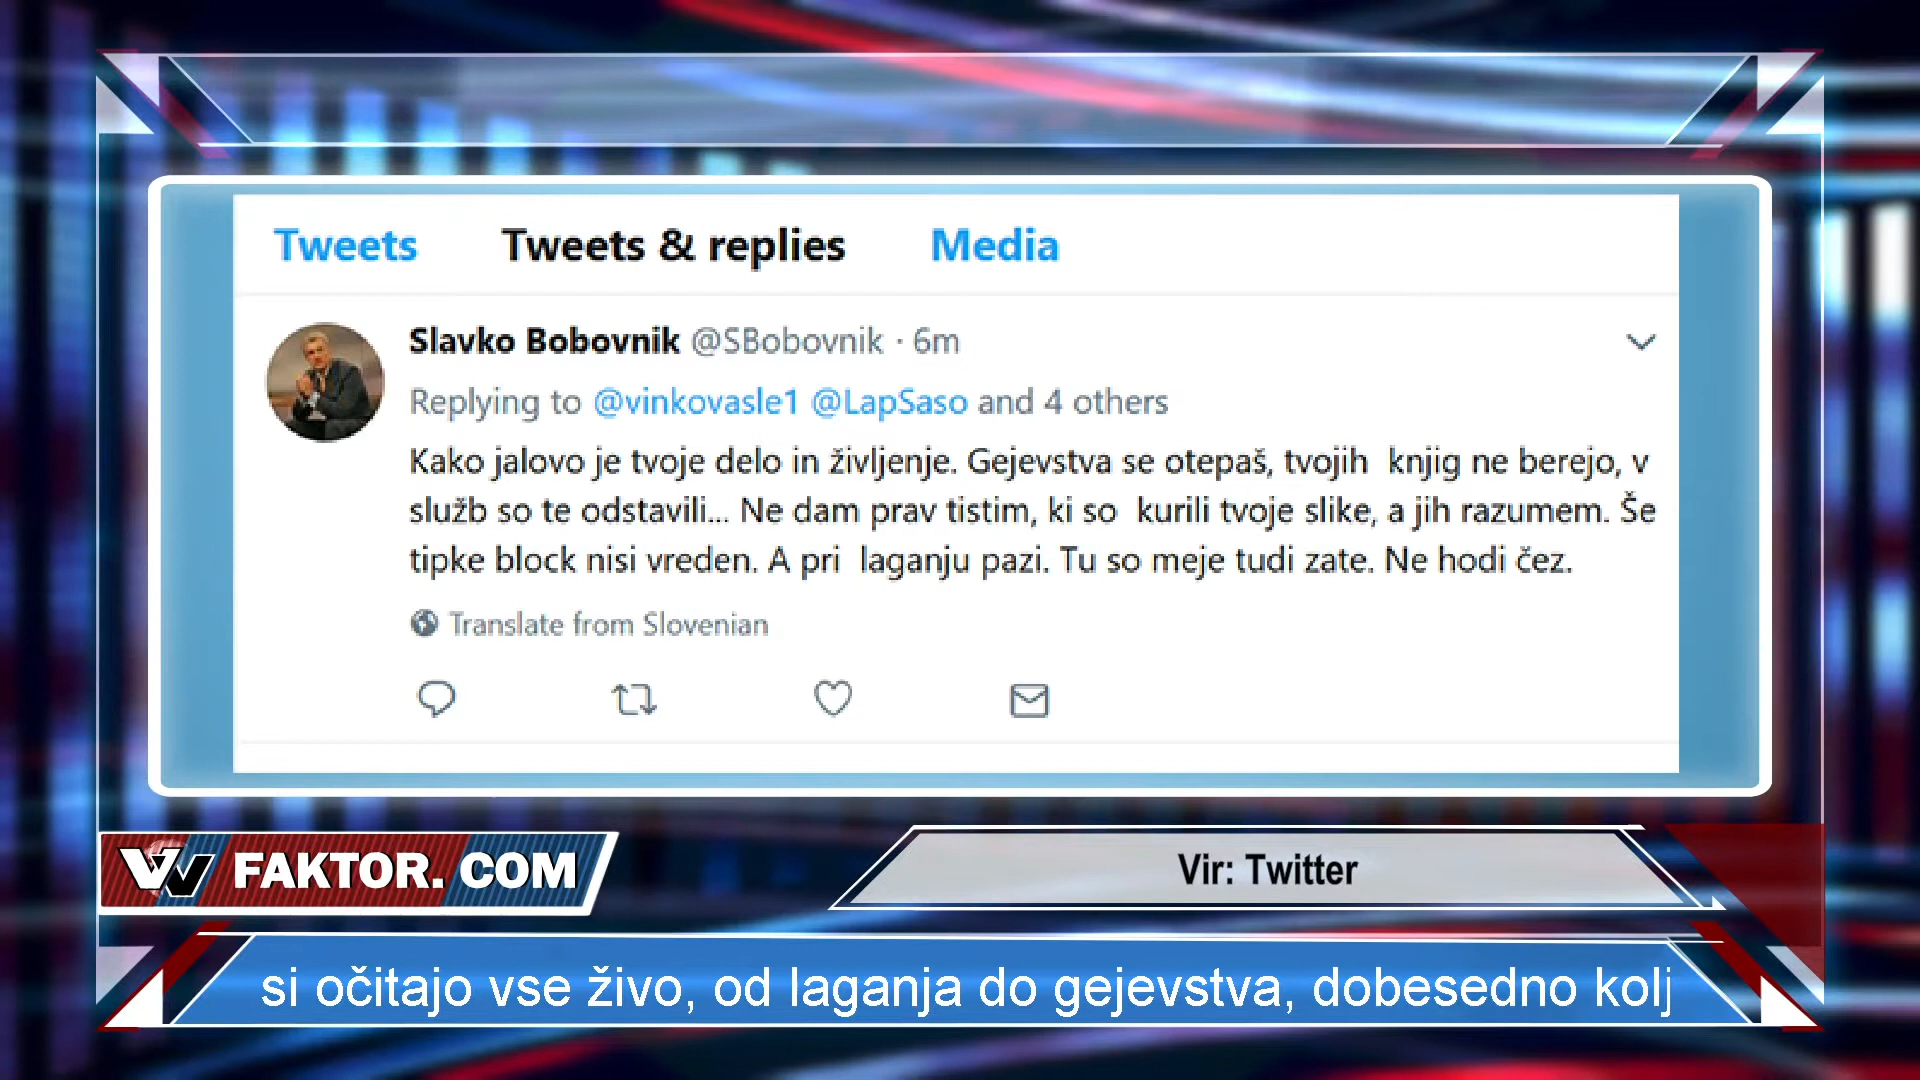 Tweets Tweets & replies Media
Slavko Bobovnik @SBobovnik · 6m
Replying to @vinkovasle1 @LapSaso and 4 others
Kako jalovo je tvoje delo in življenje. Gejevstva se otepaš, tvojih knjig ne berejo, v
služb so te odstavili... Ne dam prav tistim, ki so kurili tvoje slike, a jih razumem. Še
tipke block nisi vreden. A pri laganju pazi. Tu so meje tudi zate. Ne hodi čez.
Translate from Slovenian
VV FAKTOR. COM
Vir: Twitter
si očitajo vse živo, od laganja do gejevstva, dobesedno kolj